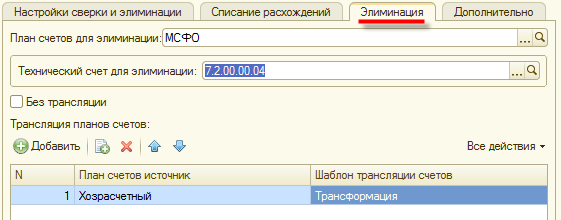 Настройки сверки и элиминации Списание расхождений Элиминация Дополнительно
План счетов для элиминации: МСФО ...
Технический счет для элиминации: 7.2.00.00.04 ...
Без трансляции
Трансляция планов счетов:
Добавить Все действия
N План счетов источник Шаблон трансляции счетов
1 Хозрасчетный Трансформация